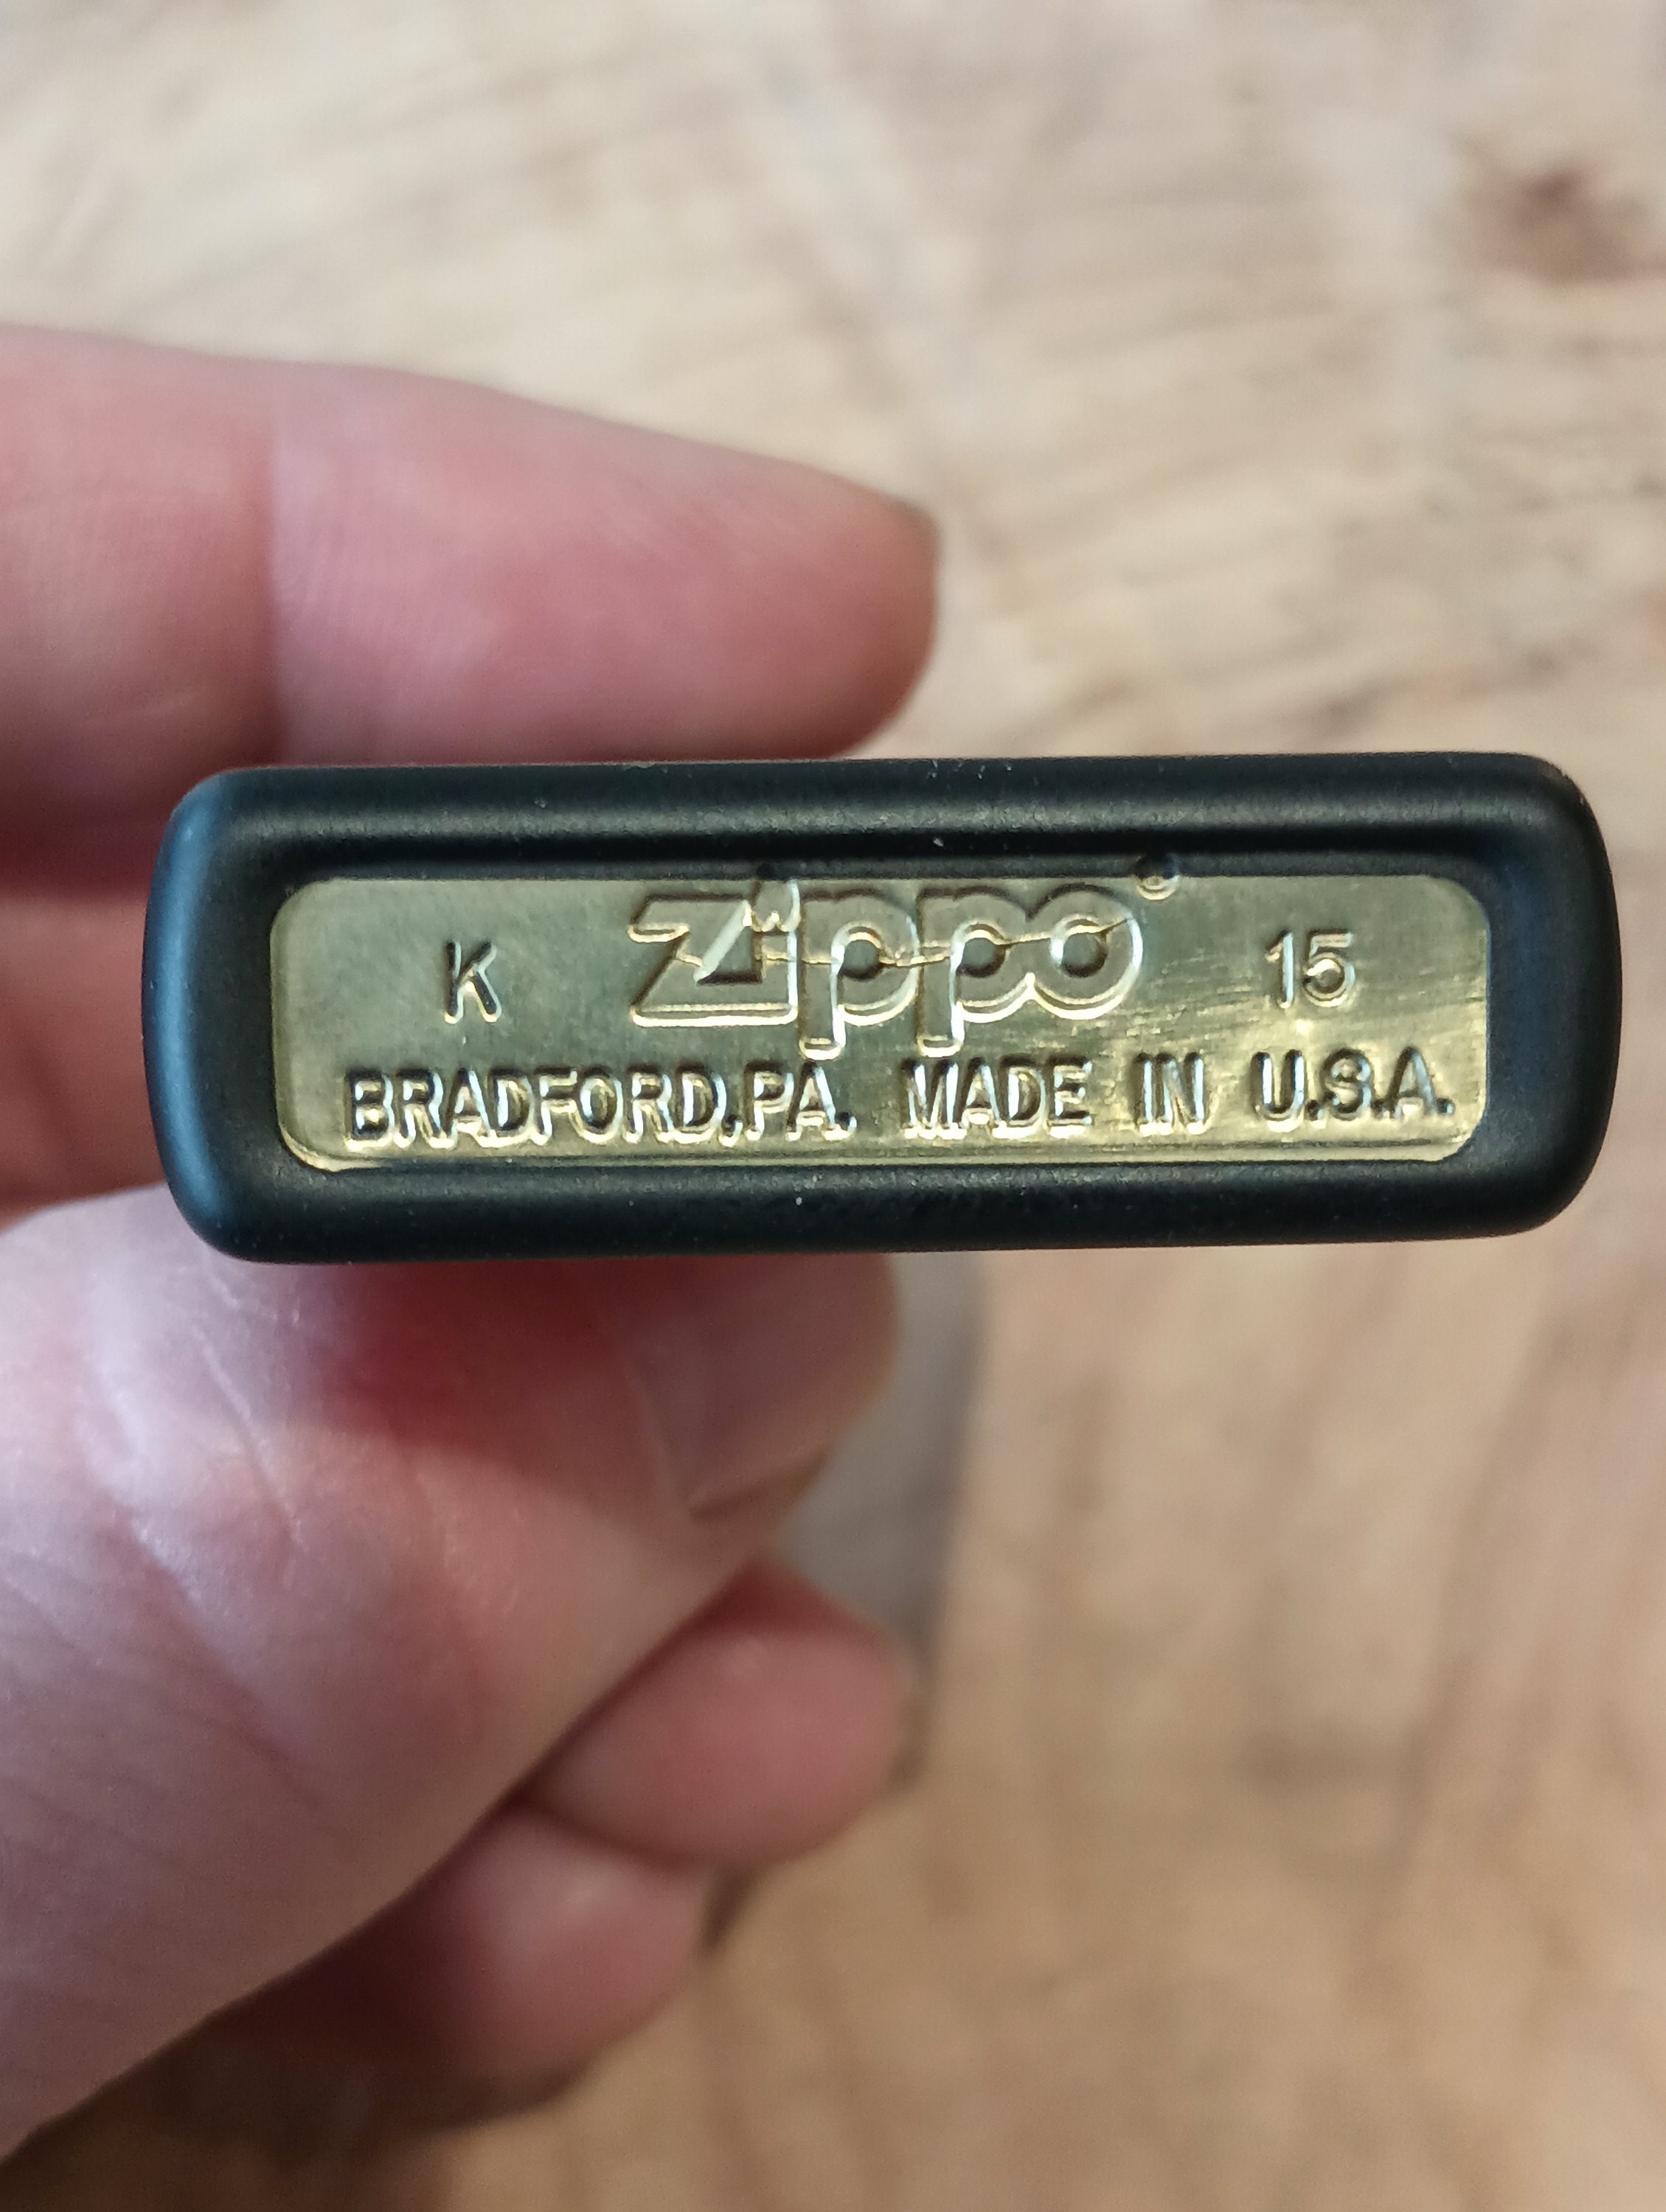 K zippo® 15
BRADFORD,PA. MADE IN U.S.A.